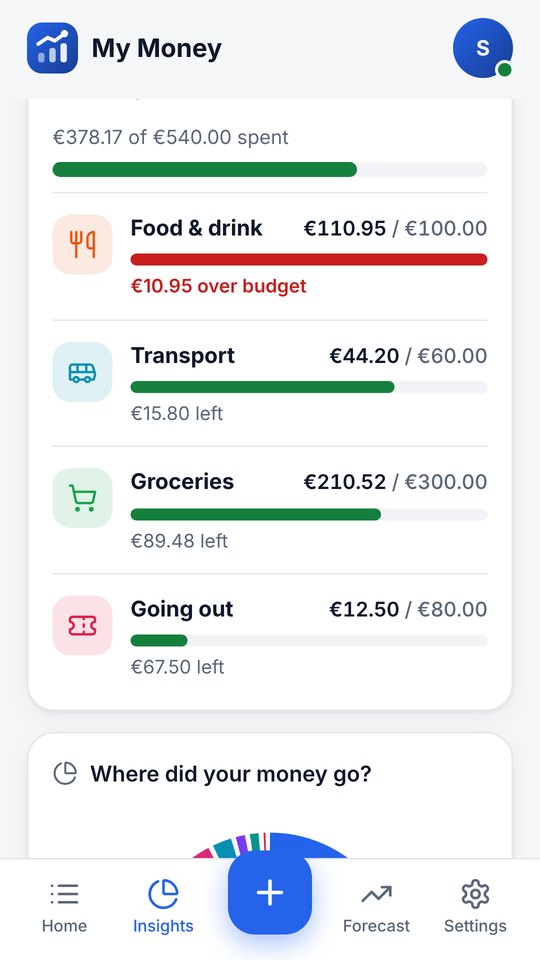 My Money
S
€378.17 of €540.00 spent
Food & drink €110.95 / €100.00
€10.95 over budget
Transport €44.20 / €60.00
€15.80 left
Groceries €210.52 / €300.00
€89.48 left
Going out €12.50 / €80.00
€67.50 left
Where did your money go?
Home Insights Forecast Settings